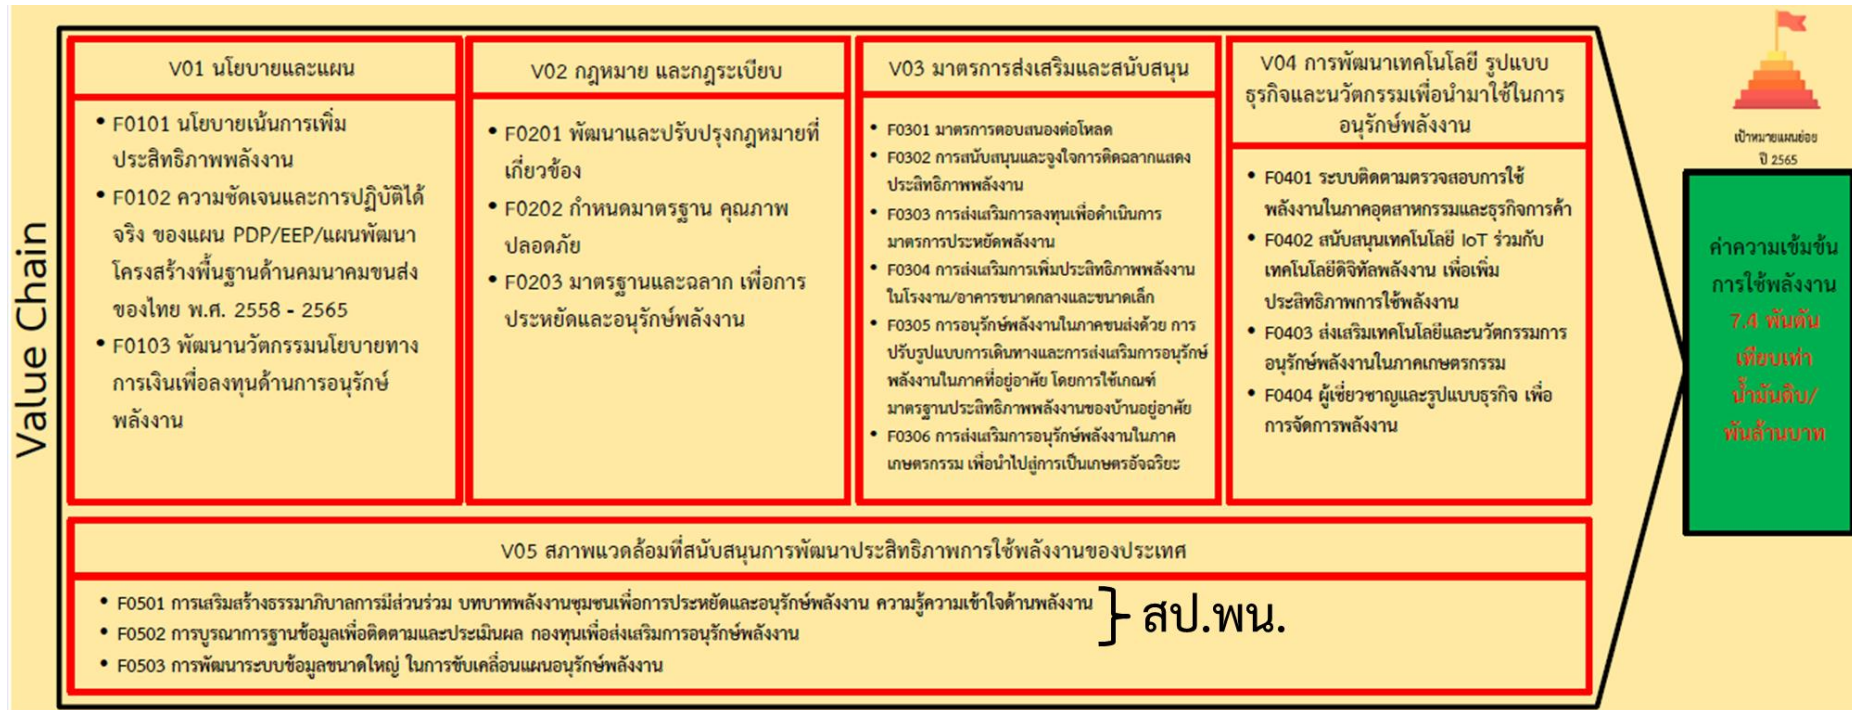 Value Chain
V01 นโยบายและแผน
• F0101 นโยบายเน้นการเพิ่ม
ประสิทธิภาพพลังงาน
• F0102 ความชัดเจนและการปฏิบัติได้
จริง ของแผน PDP/EEP/แผนพัฒนา
โครงสร้างพื้นฐานด้านคมนาคมขนส่ง
ของไทย พ.ศ. 2558 - 2565
• F0103 พัฒนานวัตกรรมนโยบายทาง
การเงินเพื่อลงทุนด้านการอนุรักษ์
พลังงาน
V02 กฎหมาย และกฎระเบียบ
• F0201 พัฒนาและปรับปรุงกฎหมายที่
เกี่ยวข้อง
• F0202 กำหนดมาตรฐาน คุณภาพ
ปลอดภัย
• F0203 มาตรฐานและฉลาก เพื่อการ
ประหยัดและอนุรักษ์พลังงาน
V03 มาตรการส่งเสริมและสนับสนุน
• F0301 มาตรการตอบสนองต่อโหลด
• F0302 การสนับสนุนและจูงใจการติดฉลากแสดง
ประสิทธิภาพพลังงาน
• F0303 การส่งเสริมการลงทุนเพื่อดำเนินการ
มาตรการประหยัดพลังงาน
• F0304 การส่งเสริมการเพิ่มประสิทธิภาพพลังงาน
ในโรงงาน/อาคารขนาดกลางและขนาดเล็ก
• F0305 การอนุรักษ์พลังงานในภาคขนส่งด้วย การ
ปรับรูปแบบการเดินทางและการส่งเสริมการอนุรักษ์
พลังงานในภาคที่อยู่อาศัย โดยการใช้เกณฑ์
มาตรฐานประสิทธิภาพพลังงานของบ้านอยู่อาศัย
• F0306 การส่งเสริมการอนุรักษ์พลังงานในภาค
เกษตรกรรม เพื่อนำไปสู่การเป็นเกษตรอัจฉริยะ
V04 การพัฒนาเทคโนโลยี รูปแบบ
ธุรกิจและนวัตกรรมเพื่อนำมาใช้ในการ
อนุรักษ์พลังงาน
• F0401 ระบบติดตามตรวจสอบการใช้
พลังงานในภาคอุตสาหกรรมและธุรกิจการค้า
• F0402 สนับสนุนเทคโนโลยี IoT ร่วมกับ
เทคโนโลยีดิจิทัลพลังงาน เพื่อเพิ่ม
ประสิทธิภาพการใช้พลังงาน
• F0403 ส่งเสริมเทคโนโลยีและนวัตกรรมการ
อนุรักษ์พลังงานในภาคเกษตรกรรม
• F0404 ผู้เชี่ยวชาญและรูปแบบธุรกิจ เพื่อ
การจัดการพลังงาน
V05 สภาพแวดล้อมที่สนับสนุนการพัฒนาประสิทธิภาพการใช้พลังงานของประเทศ
• F0501 การเสริมสร้างธรรมาภิบาลการมีส่วนร่วม บทบาทพลังงานชุมชนเพื่อการประหยัดและอนุรักษ์พลังงาน ความรู้ความเข้าใจด้านพลังงาน
• F0502 การบูรณาการฐานข้อมูลเพื่อติดตามและประเมินผล กองทุนเพื่อส่งเสริมการอนุรักษ์พลังงาน
• F0503 การพัฒนาระบบข้อมูลขนาดใหญ่ ในการขับเคลื่อนแผนอนุรักษ์พลังงาน
สป.พน.
เป้าหมายแผนย่อย
ปี 2565
ค่าความเข้มข้น
การใช้พลังงาน
7.4 พันตัน
เทียบเท่า
น้ำมันดิบ/
พันล้านบาท